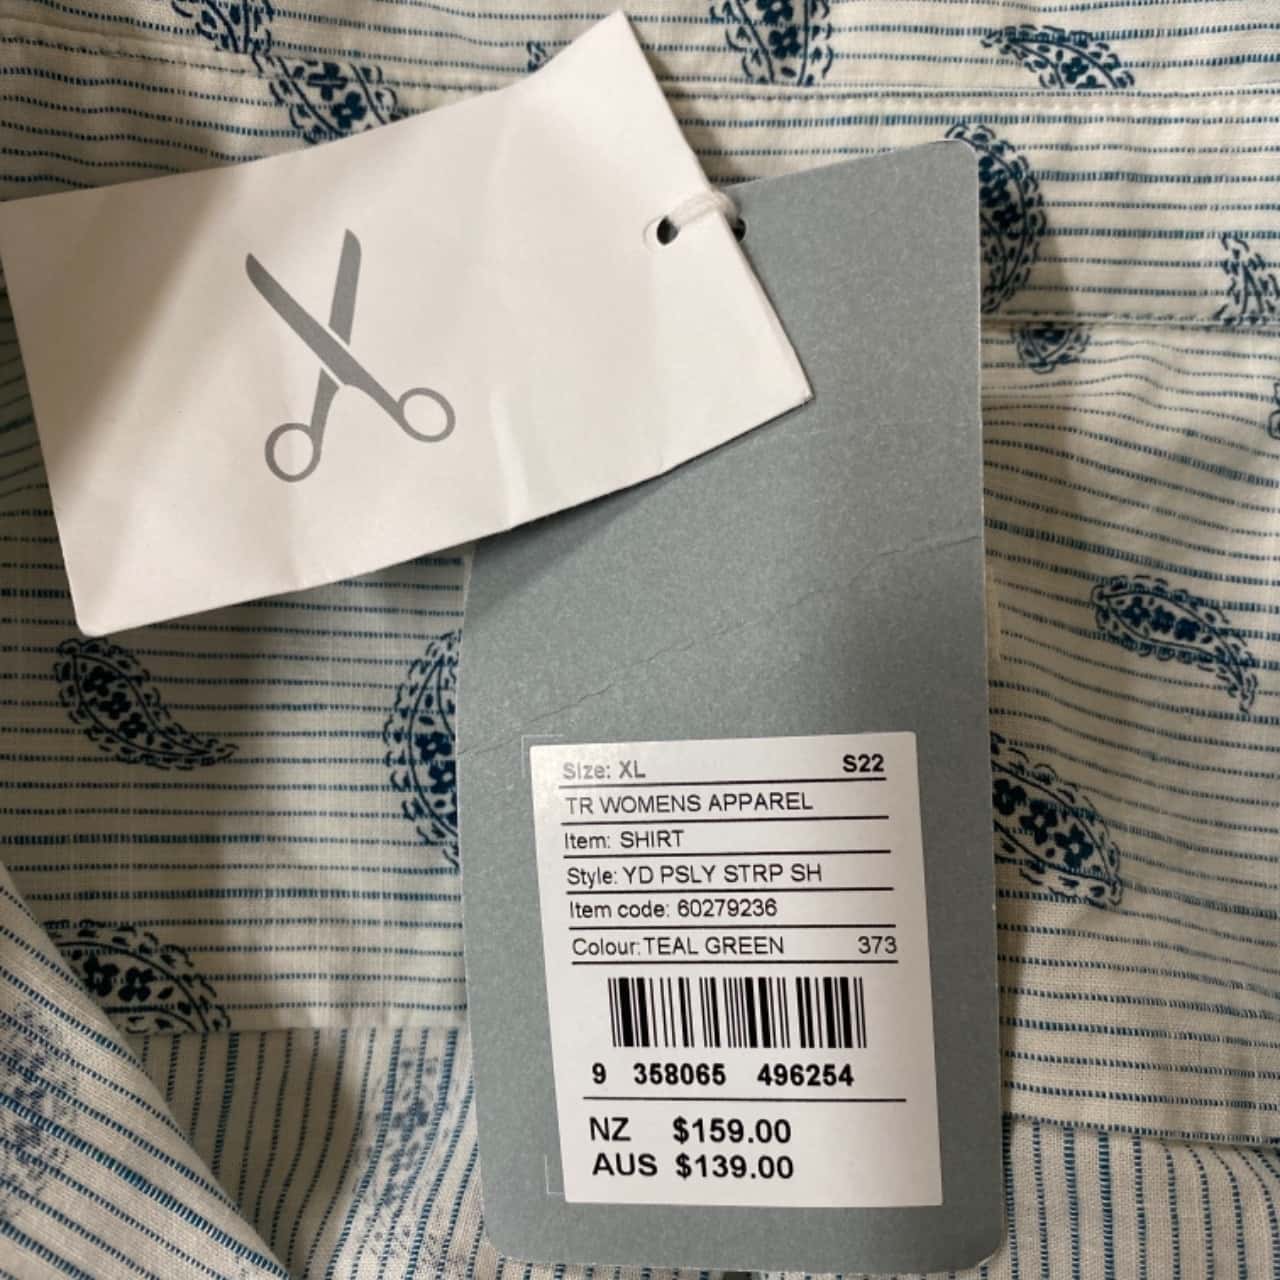 Size: XL S22
TR WOMENS APPAREL
Item: SHIRT
Style: YD PSLY STRP SH
Item code: 60279236
Colour: TEAL GREEN 373
9 358065 496254
NZ $159.00
AUS $139.00